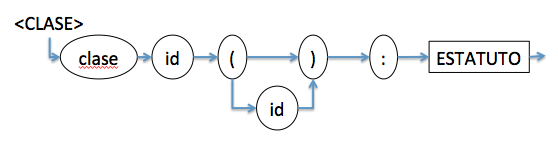 <CLASE>
clase id ( ) : ESTATUTO
id